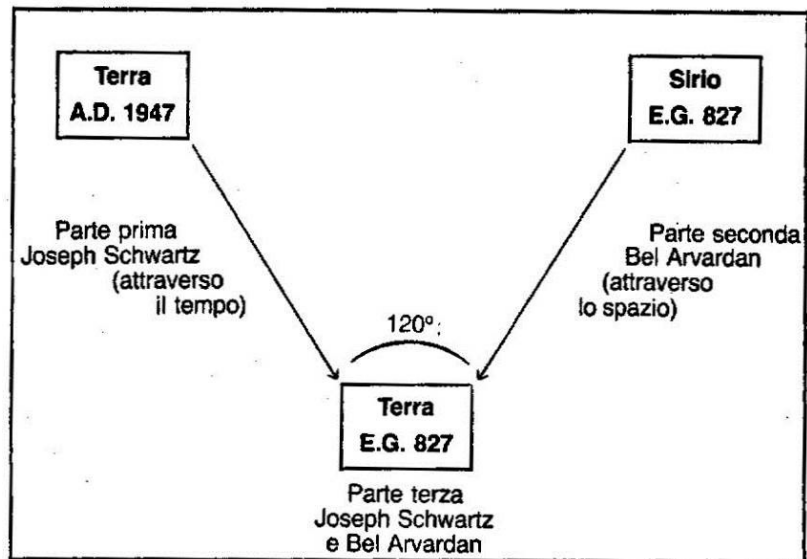 Terra
A.D. 1947
Sirio
E.G. 827
Parte prima
Joseph Schwartz
(attraverso
il tempo)
Parte seconda
Bel Arvardan
(attraverso
lo spazio)
120°;
Terra
E.G. 827
Parte terza
Joseph Schwartz
e Bel Arvardan